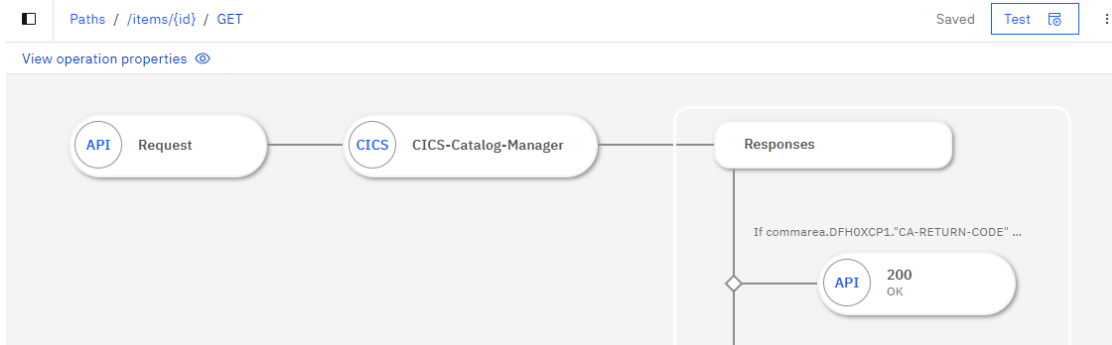 Paths / /items/{id} / GET
Saved
Test
View operation properties
API Request
CICS CICS-Catalog-Manager
Responses
If commarea.DFH0XCP1."CA-RETURN-CODE" …
API 200
OK